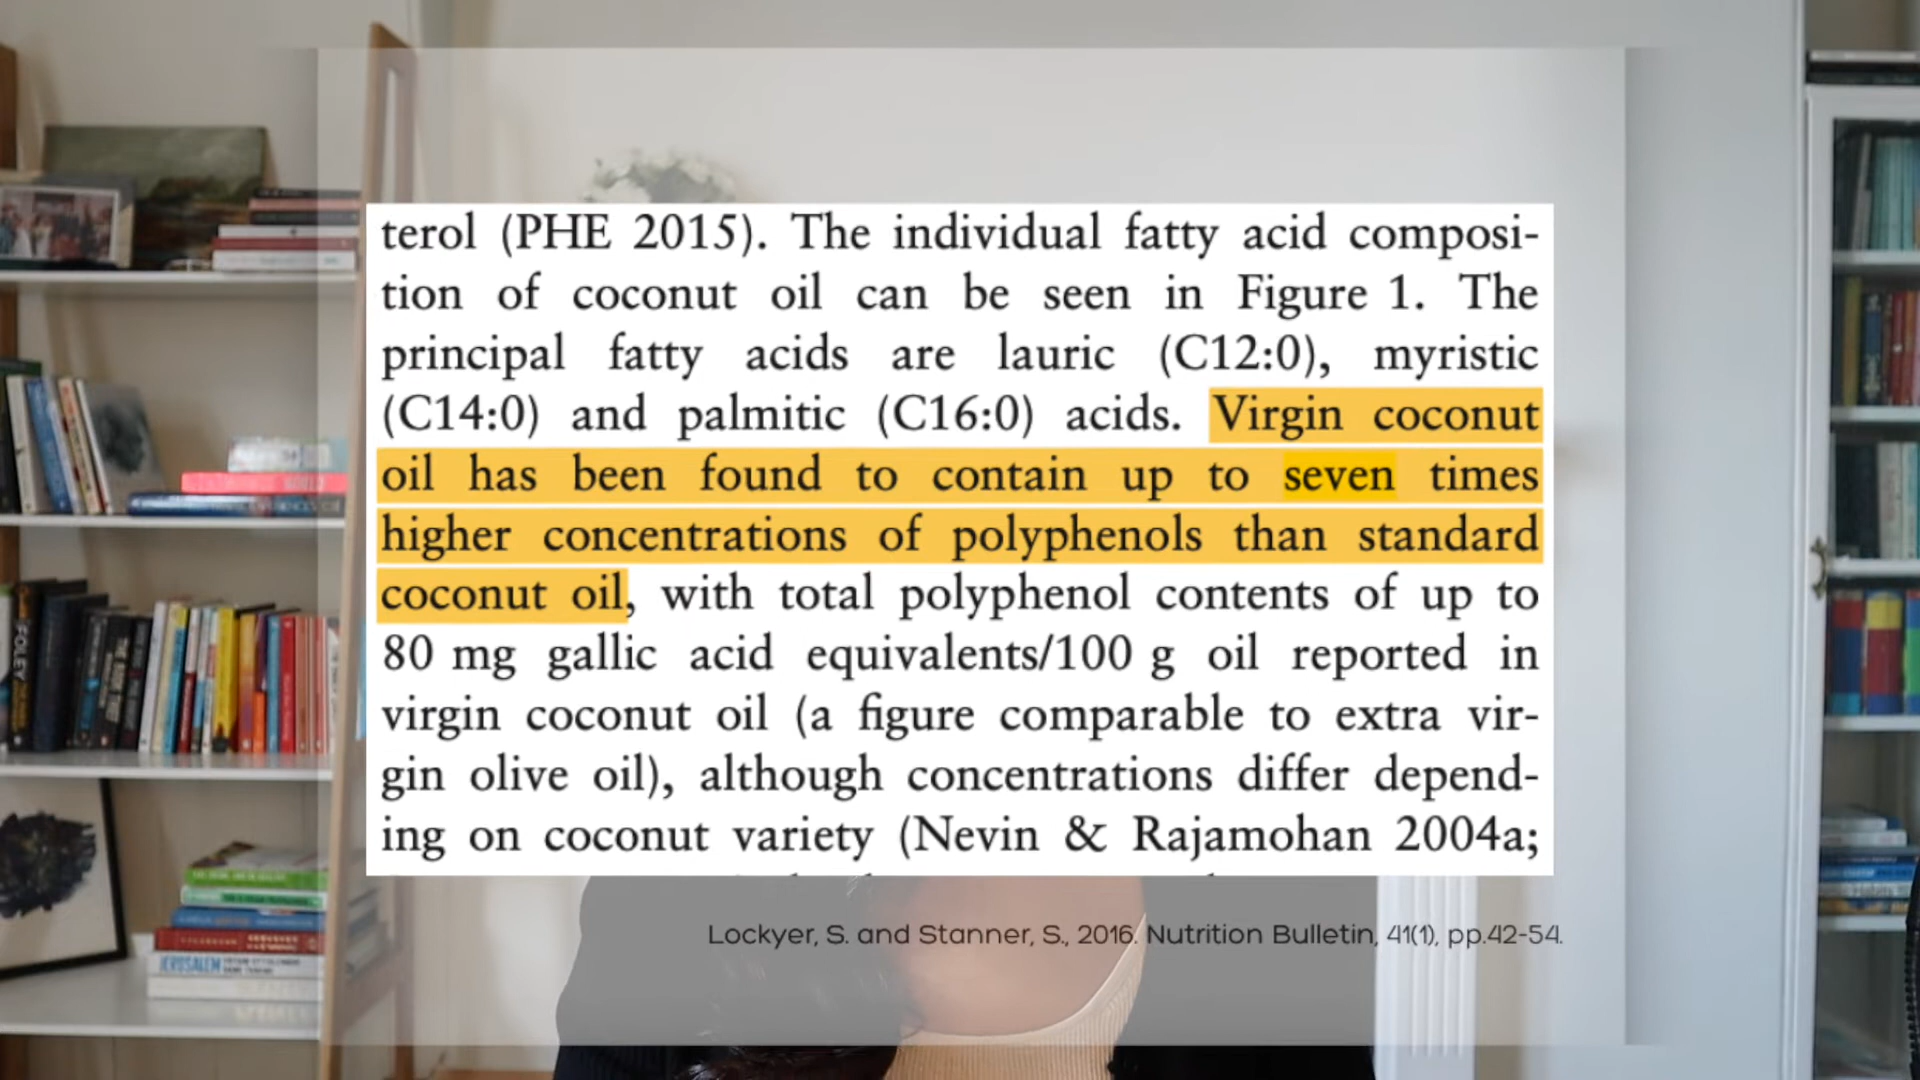 terol (PHE 2015). The individual fatty acid composi-
tion of coconut oil can be seen in Figure 1. The
principal fatty acids are lauric (C12:0), myristic
(C14:0) and palmitic (C16:0) acids. Virgin coconut
oil has been found to contain up to seven times
higher concentrations of polyphenols than standard
coconut oil, with total polyphenol contents of up to
80 mg gallic acid equivalents/100 g oil reported in
virgin coconut oil (a figure comparable to extra vir-
gin olive oil), although concentrations differ depend-
ing on coconut variety (Nevin & Rajamohan 2004a;
Lockyer, S. and Stanner, S., 2016. Nutrition Bulletin, 41(1), pp.42-54.
FOLEY
JERUSALEM